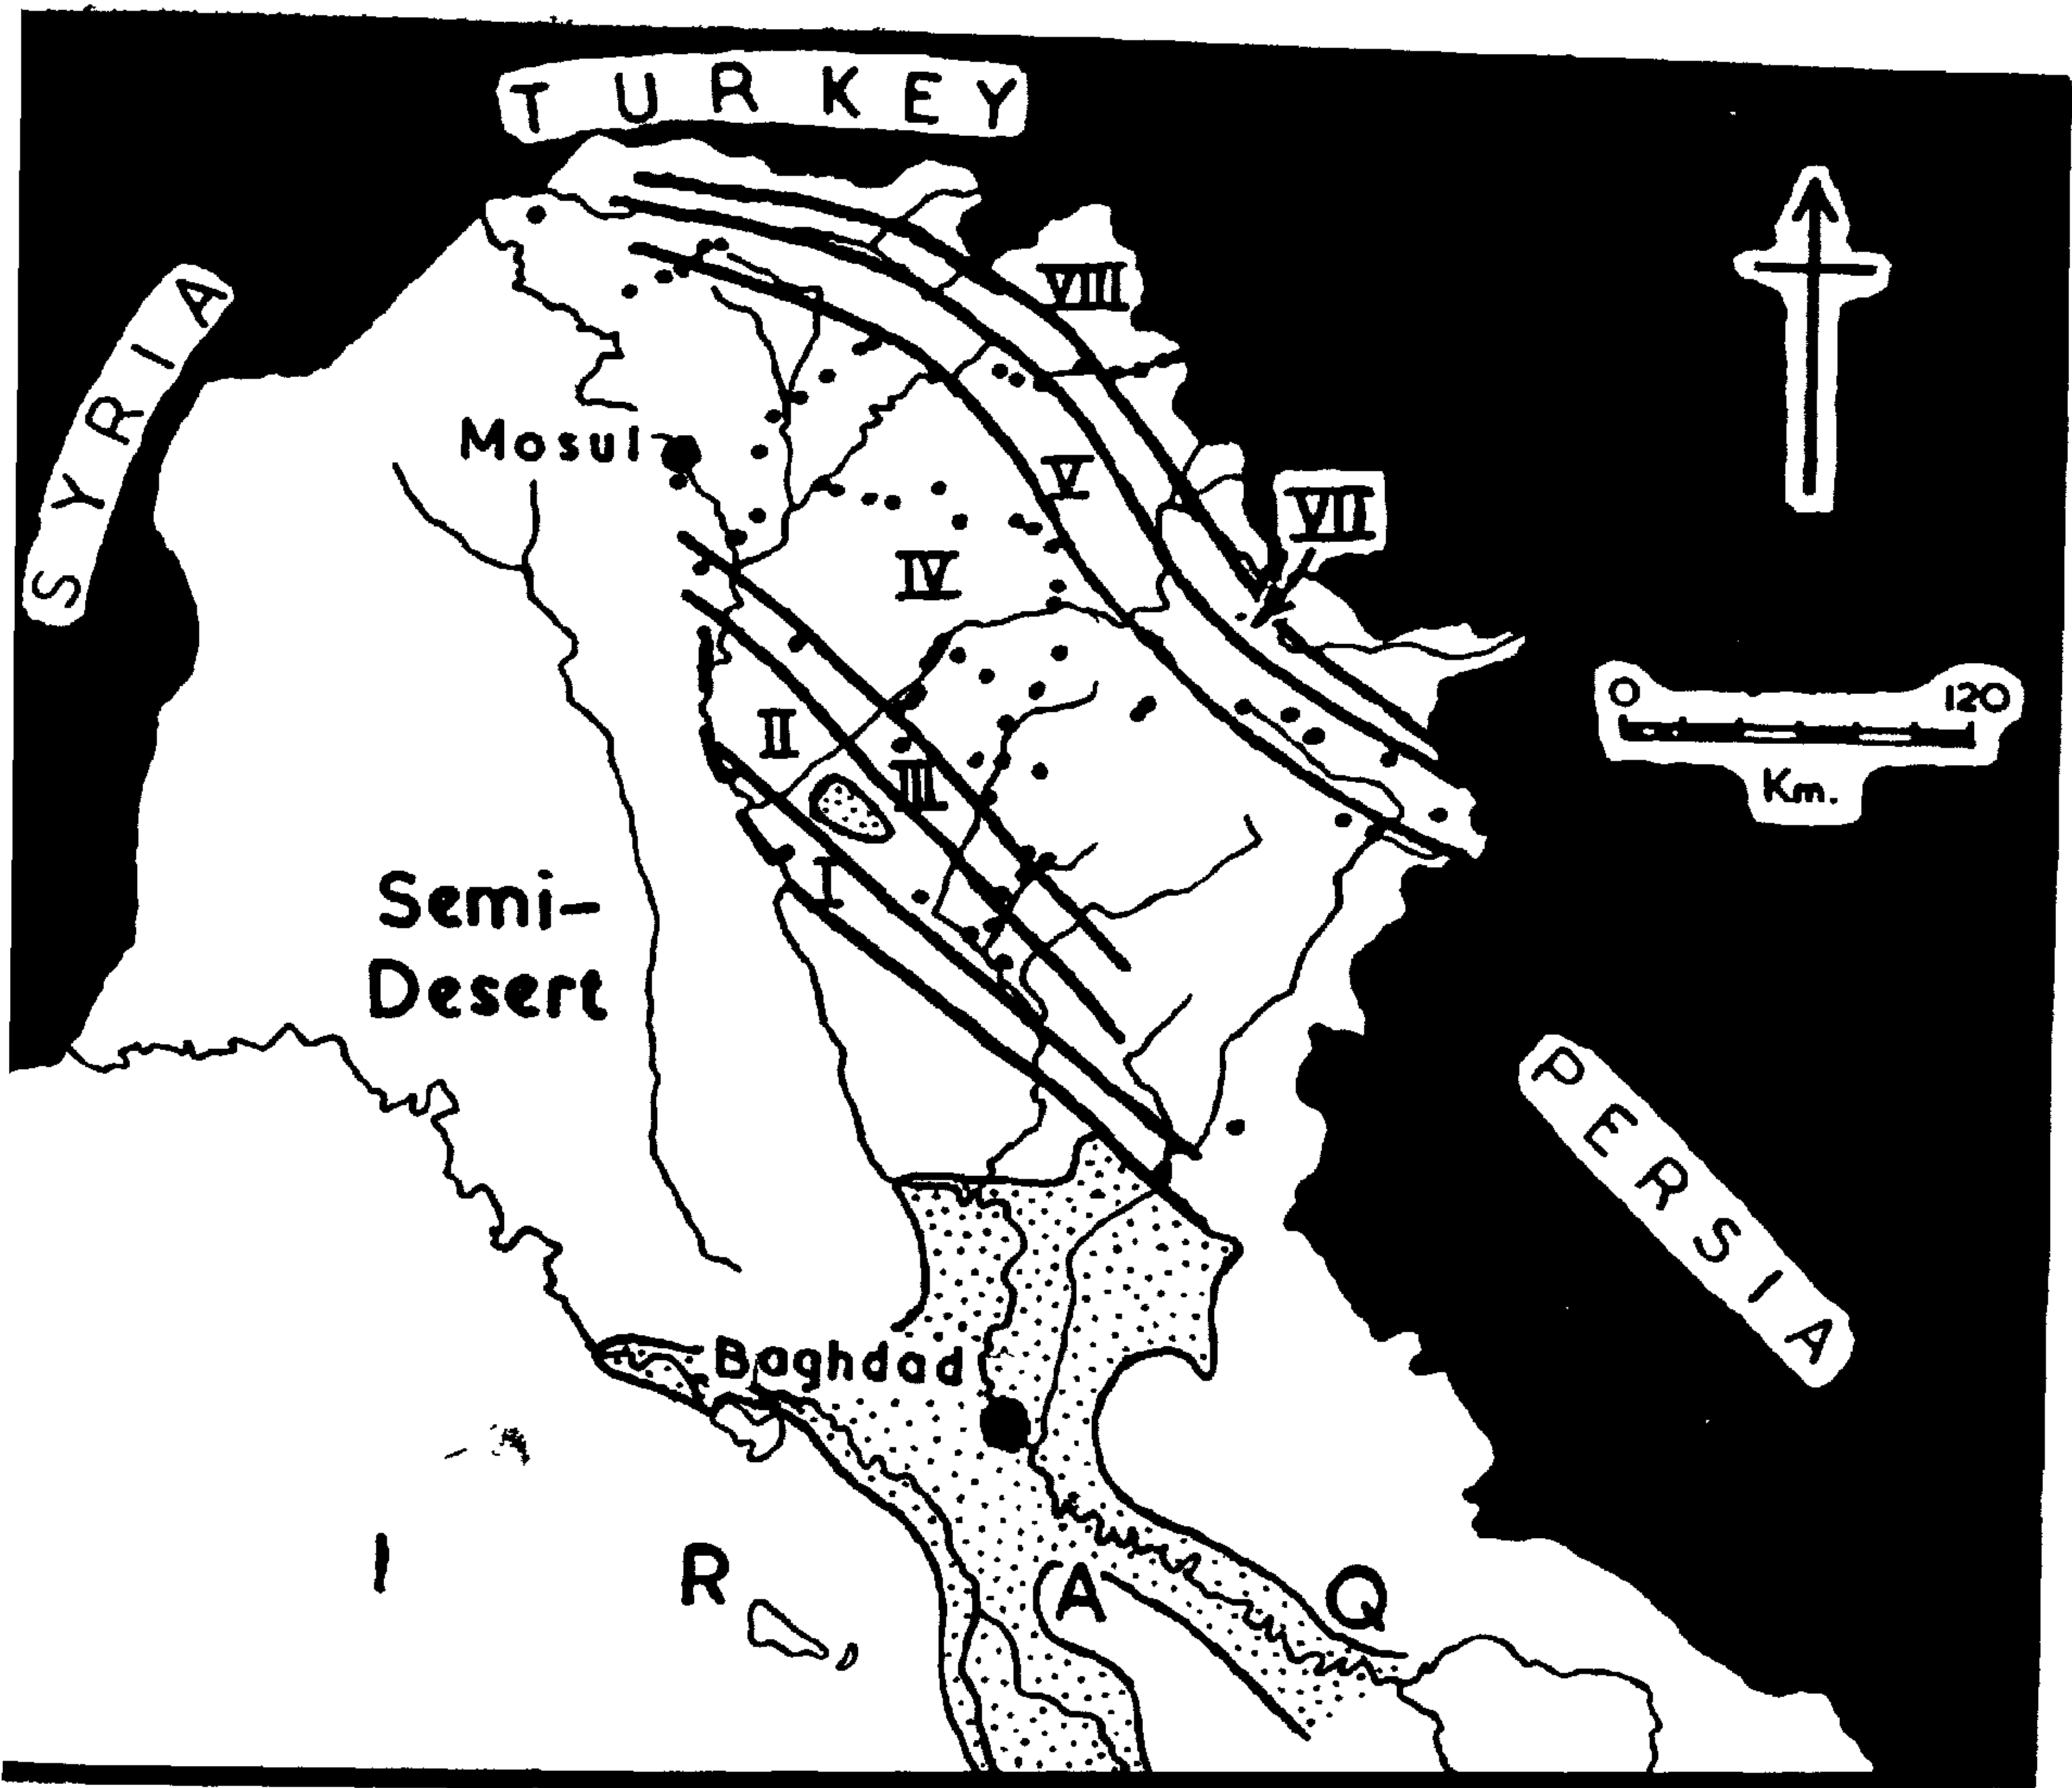 TURKEY
SYRIA
VIII
Mosul
V
VII
IV
0 120
Km.
II
III
I
Semi-
Desert
PERSIA
Baghdad
I R A Q